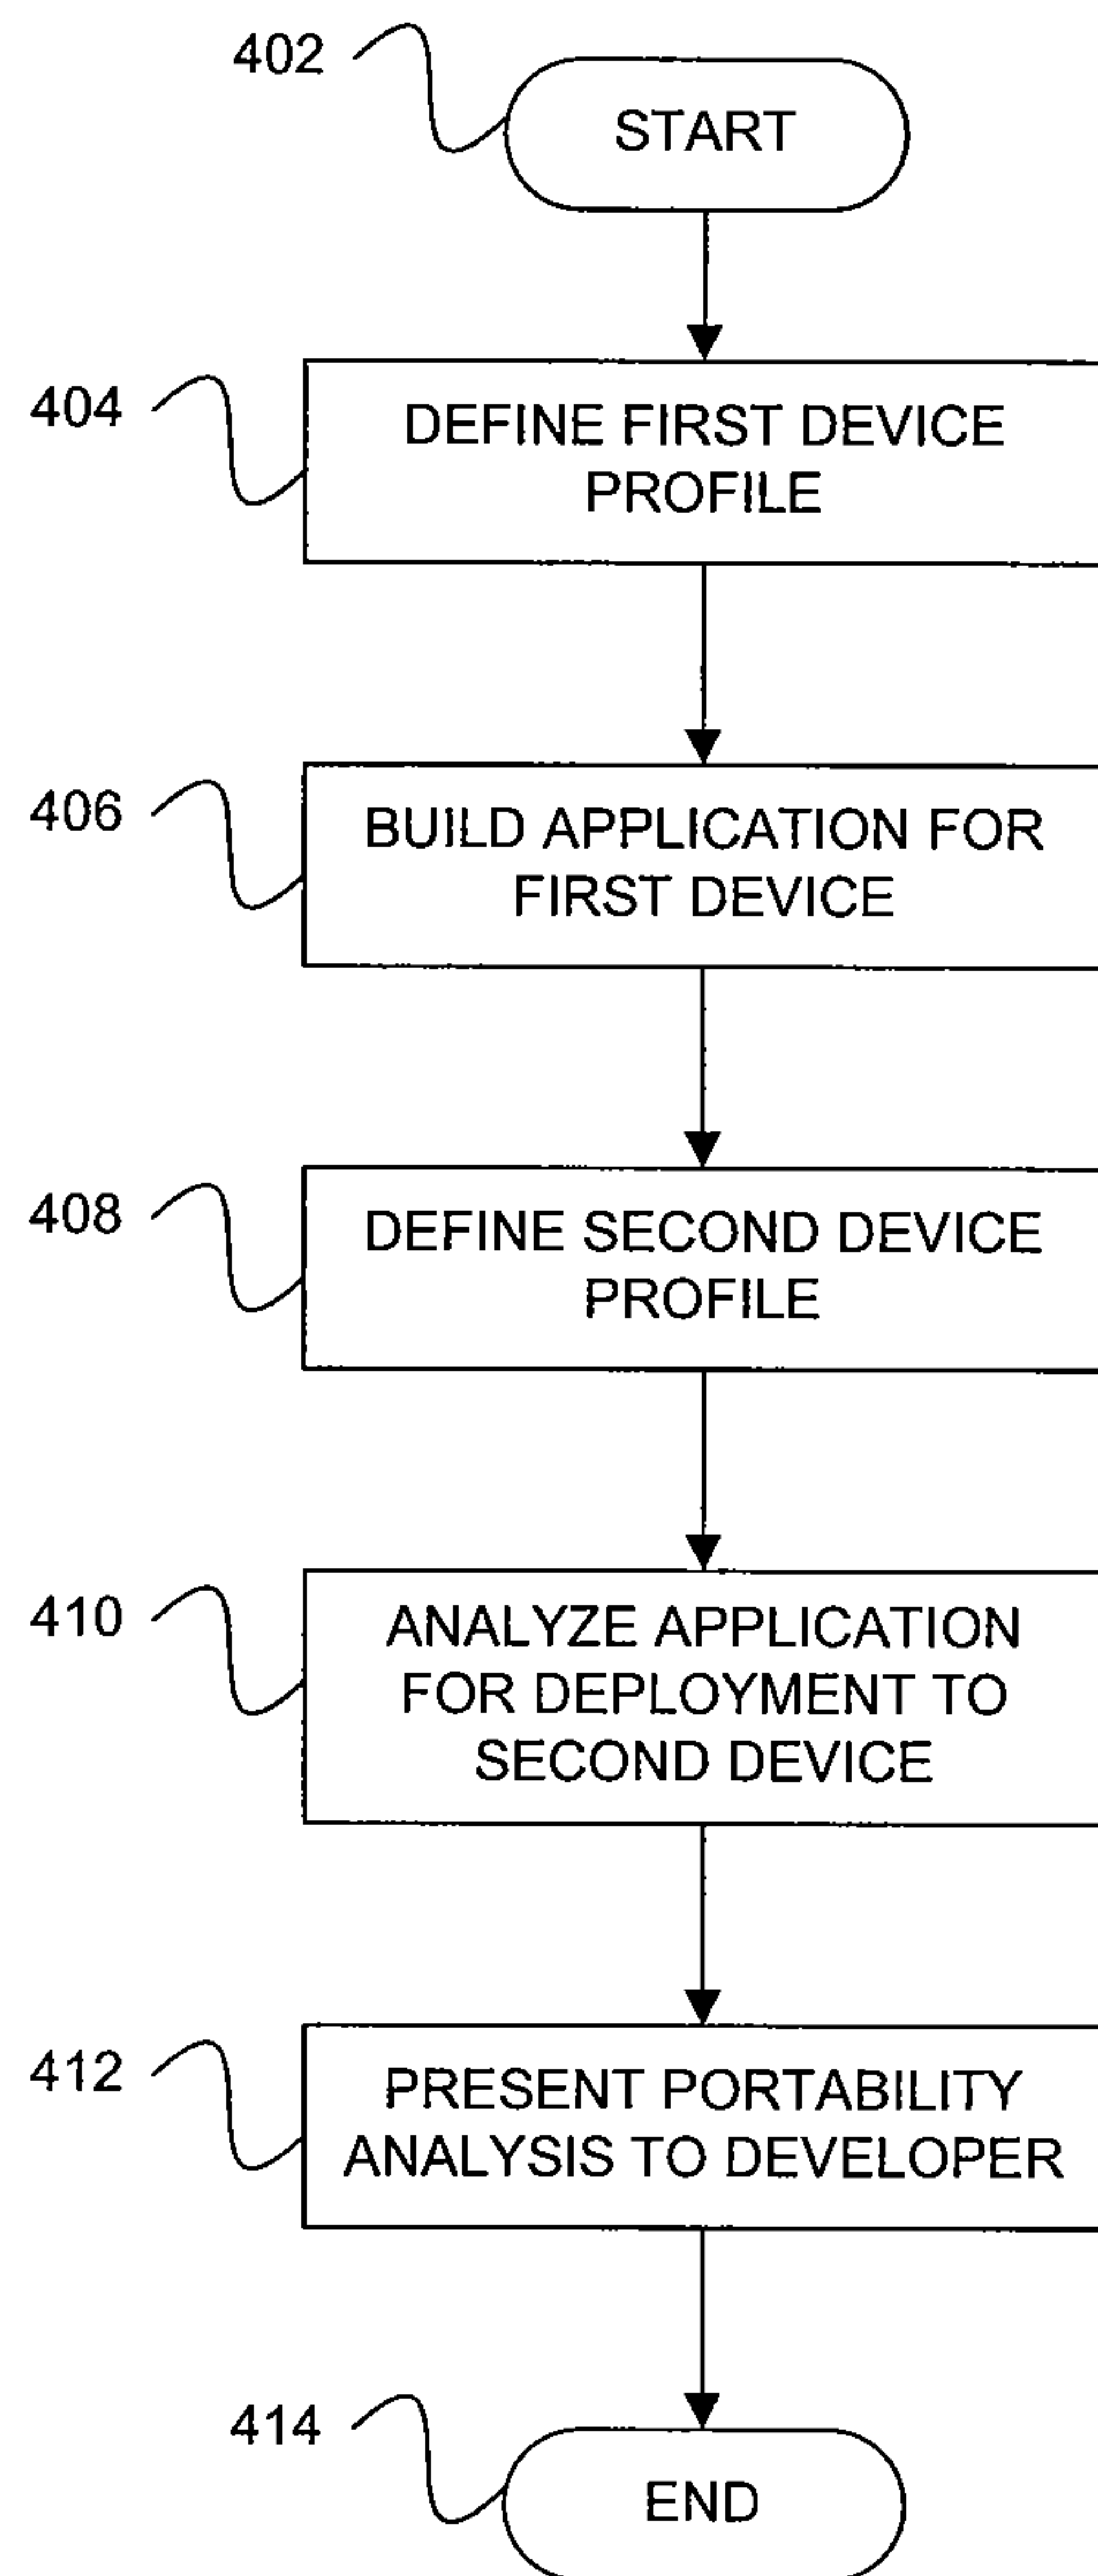 402
START
404
DEFINE FIRST DEVICE
PROFILE
406
BUILD APPLICATION FOR
FIRST DEVICE
408
DEFINE SECOND DEVICE
PROFILE
410
ANALYZE APPLICATION
FOR DEPLOYMENT TO
SECOND DEVICE
412
PRESENT PORTABILITY
ANALYSIS TO DEVELOPER
414
END